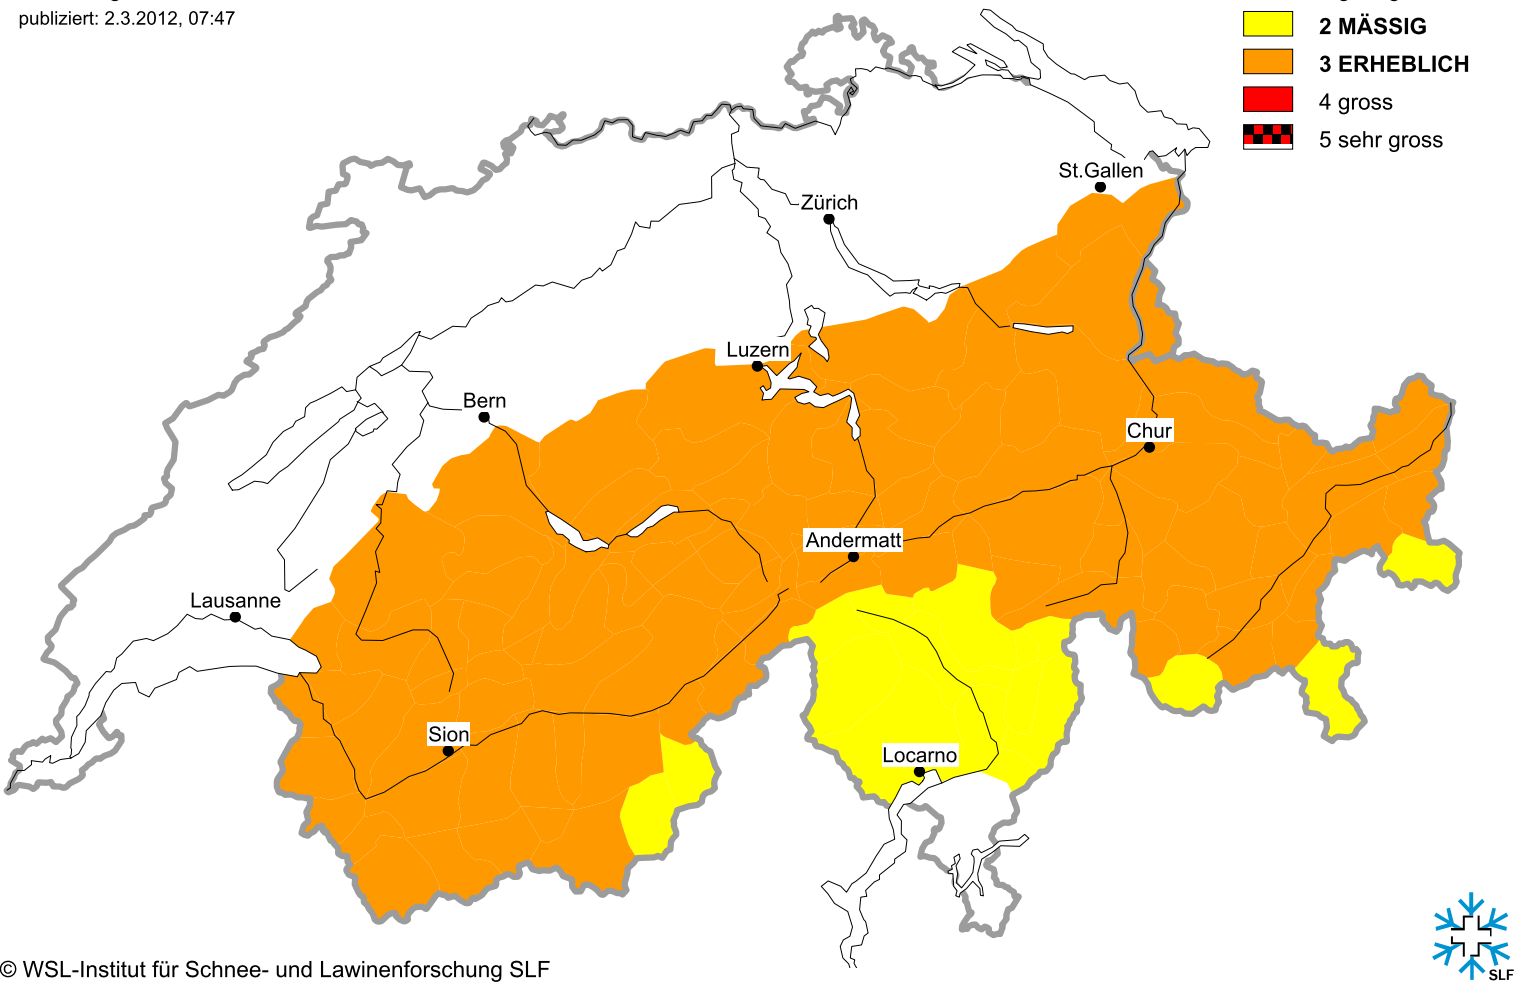 publiziert: 2.3.2012, 07:47
2 MÄSSIG
3 ERHEBLICH
4 gross
5 sehr gross
St.Gallen
Zürich
Luzern
Bern
Chur
Andermatt
Lausanne
Sion
Locarno
© WSL-Institut für Schnee- und Lawinenforschung SLF
SLF